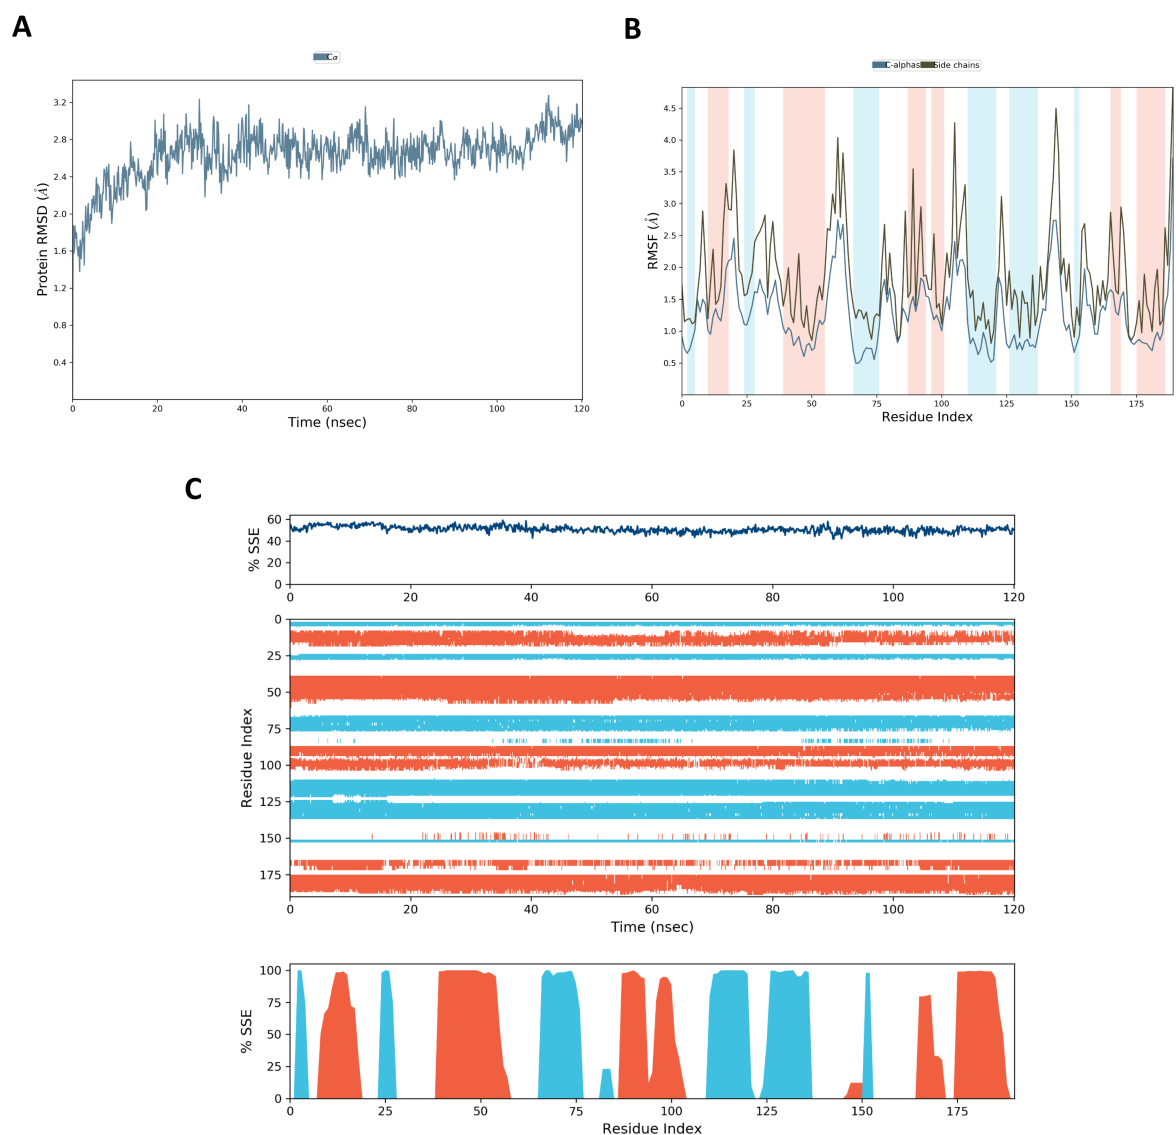 A
Cα
3.2
2.8
2.4
2.0
1.6
1.2
0.8
0.4
Protein RMSD (Å)
0 20 40 60 80 100 120
Time (nsec)
B
C-alphas Side chains
4.5
4.0
3.5
3.0
2.5
2.0
1.5
1.0
0.5
RMSF (Å)
0 25 50 75 100 125 150 175
Residue Index
C
60
40
20
0
% SSE
0 20 40 60 80 100 120
0
25
50
75
100
125
150
175
Residue Index
0 20 40 60 80 100 120
Time (nsec)
100
75
50
25
0
% SSE
0 25 50 75 100 125 150 175
Residue Index